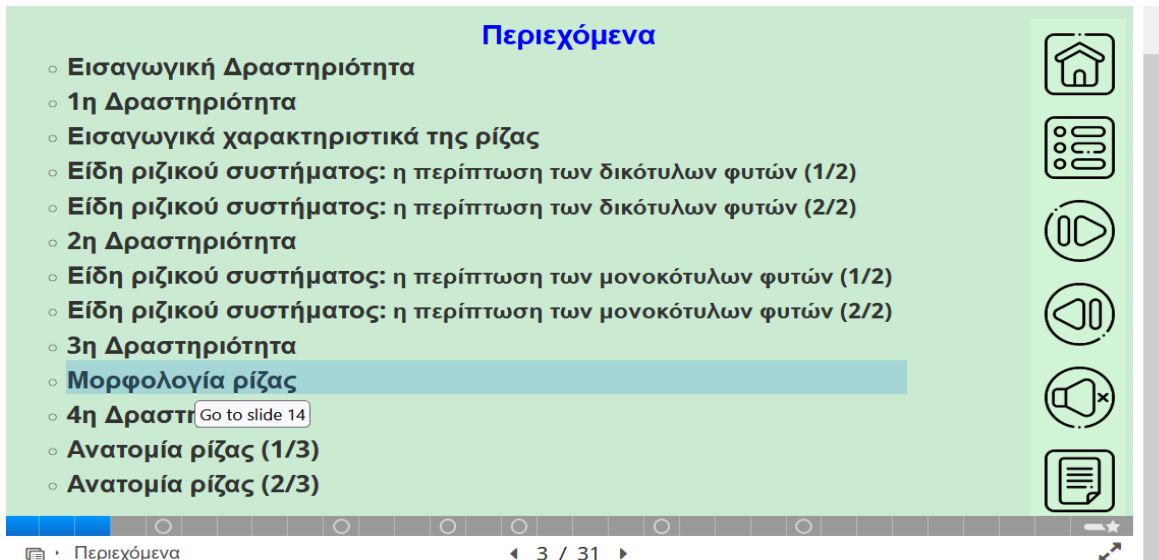 Περιεχόμενα
Εισαγωγική Δραστηριότητα
1η Δραστηριότητα
Εισαγωγικά χαρακτηριστικά της ρίζας
Είδη ριζικού συστήματος: η περίπτωση των δικότυλων φυτών (1/2)
Είδη ριζικού συστήματος: η περίπτωση των δικότυλων φυτών (2/2)
2η Δραστηριότητα
Είδη ριζικού συστήματος: η περίπτωση των μονοκότυλων φυτών (1/2)
Είδη ριζικού συστήματος: η περίπτωση των μονοκότυλων φυτών (2/2)
3η Δραστηριότητα
Μορφολογία ρίζας
4η Δραστη
Go to slide 14
Ανατομία ρίζας (1/3)
Ανατομία ρίζας (2/3)
Περιεχόμενα
3 / 31